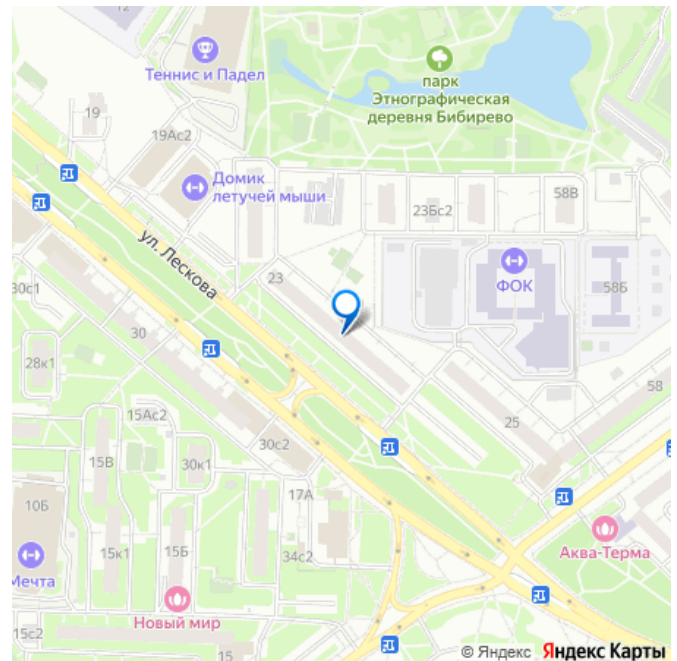 12
Теннис и Падел
парк
Этнографическая
деревня Бибирево
19
19Ас2
Домик
летучей мыши
23Бс2
58В
ул. Лескова
23
ФОК
58Б
30с1
30
28к1
58
15Ас2
25
30с2
15В
30к1
17А
10Б
Аква-Терма
15к1
15Б
34с2
Мечта
Новый мир
15с2
15
© Яндекс Яндекс Карты